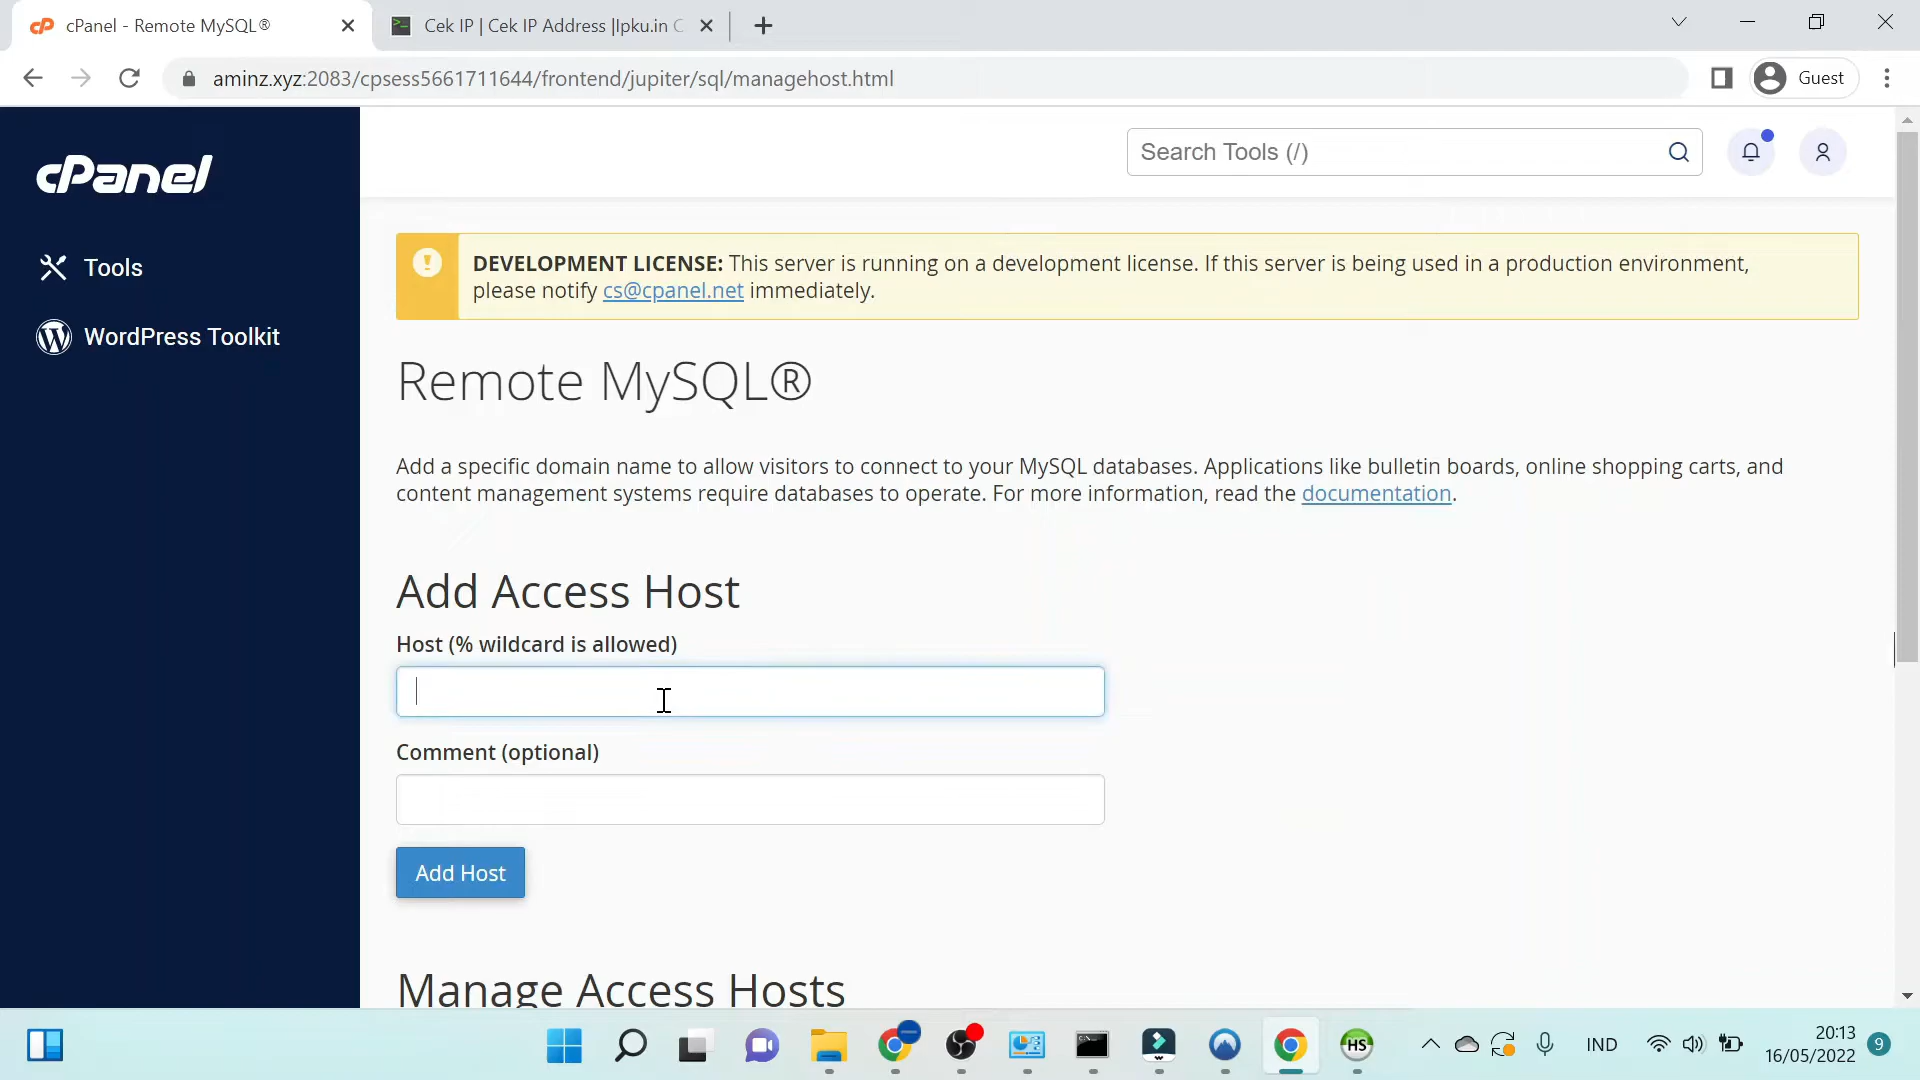 cPanel - Remote MySQL®
Cek IP | Cek IP Address |Ipku.in C
aminz.xyz:2083/cpsess5661711644/frontend/jupiter/sql/managehost.html
Guest
cPanel
Search Tools (/)
Tools
WordPress Toolkit
DEVELOPMENT LICENSE: This server is running on a development license. If this server is being used in a production environment,
please notify cs@cpanel.net immediately.
Remote MySQL®
Add a specific domain name to allow visitors to connect to your MySQL databases. Applications like bulletin boards, online shopping carts, and
content management systems require databases to operate. For more information, read the documentation.
Add Access Host
Host (% wildcard is allowed)
Comment (optional)
Add Host
Manage Access Hosts
HS
IND
20:13
16/05/2022
9